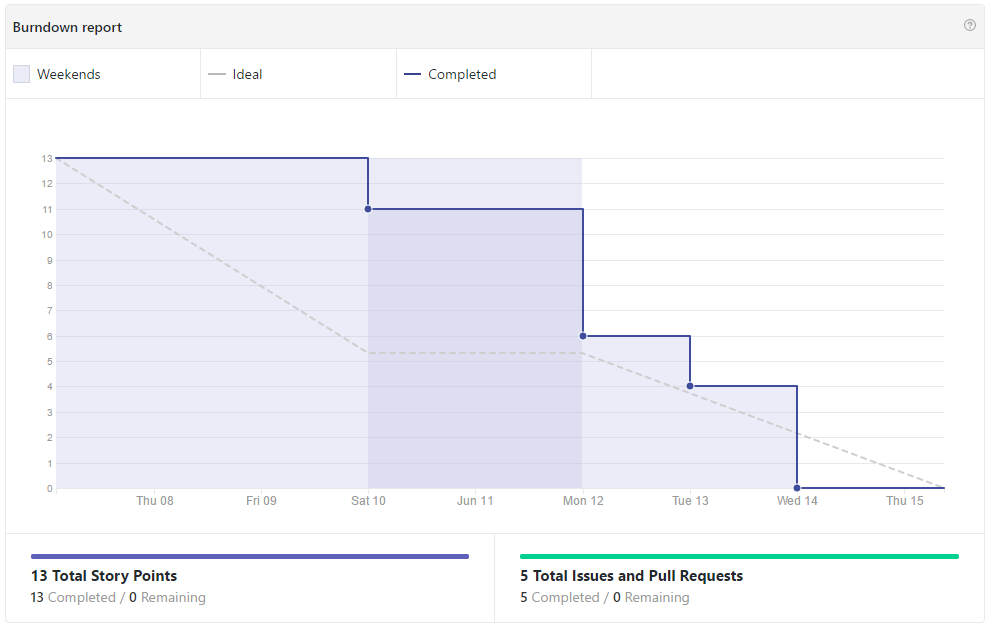 Burndown report
Weekends
Ideal
Completed
13
12
11
10
9
8
7
6
5
4
3
2
1
0
Thu 08 Fri 09 Sat 10 Jun 11 Mon 12 Tue 13 Wed 14 Thu 15
13 Total Story Points
13 Completed / 0 Remaining
5 Total Issues and Pull Requests
5 Completed / 0 Remaining